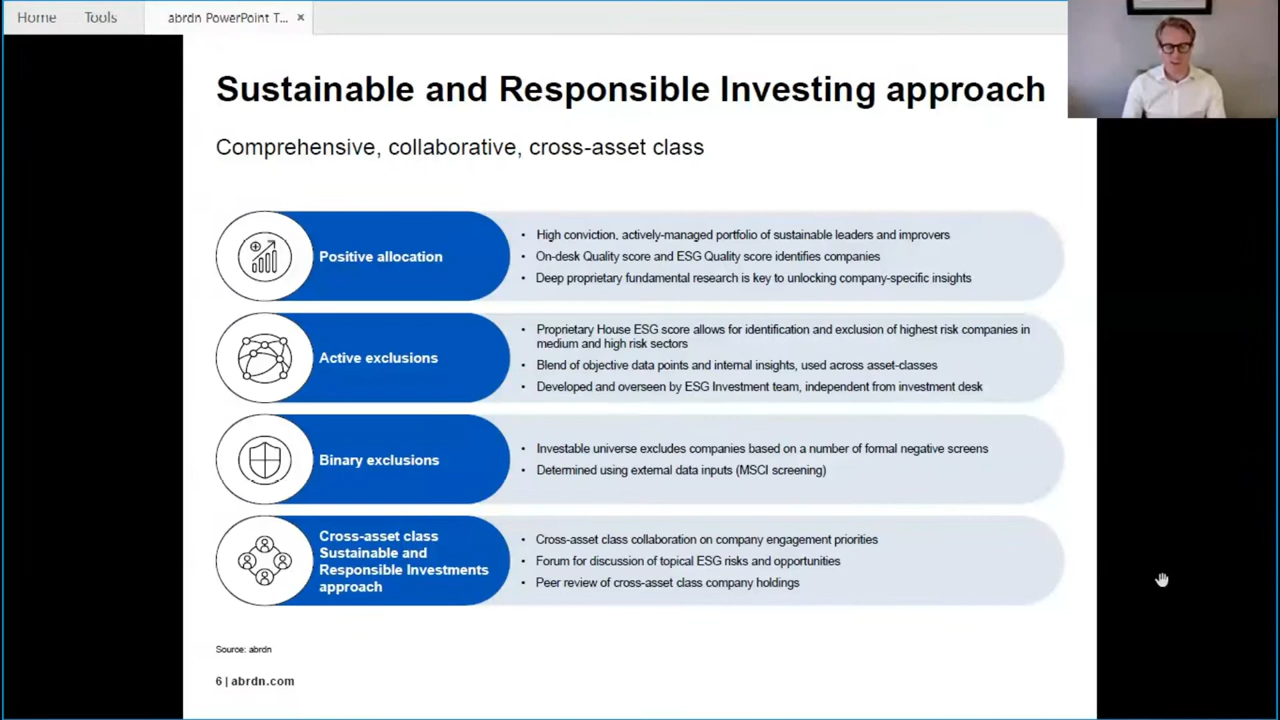 Home Tools abrdn PowerPoint T... ×
Sustainable and Responsible Investing approach
Comprehensive, collaborative, cross-asset class
Positive allocation
• High conviction, actively-managed portfolio of sustainable leaders and improvers
• On-desk Quality score and ESG Quality score identifies companies
• Deep proprietary fundamental research is key to unlocking company-specific insights
Active exclusions
• Proprietary House ESG score allows for identification and exclusion of highest risk companies in
medium and high risk sectors
• Blend of objective data points and internal insights, used across asset-classes
• Developed and overseen by ESG Investment team, independent from investment desk
Binary exclusions
• Investable universe excludes companies based on a number of formal negative screens
• Determined using external data inputs (MSCI screening)
Cross-asset class
Sustainable and
Responsible Investments
approach
• Cross-asset class collaboration on company engagement priorities
• Forum for discussion of topical ESG risks and opportunities
• Peer review of cross-asset class company holdings
Source: abrdn
6 | abrdn.com